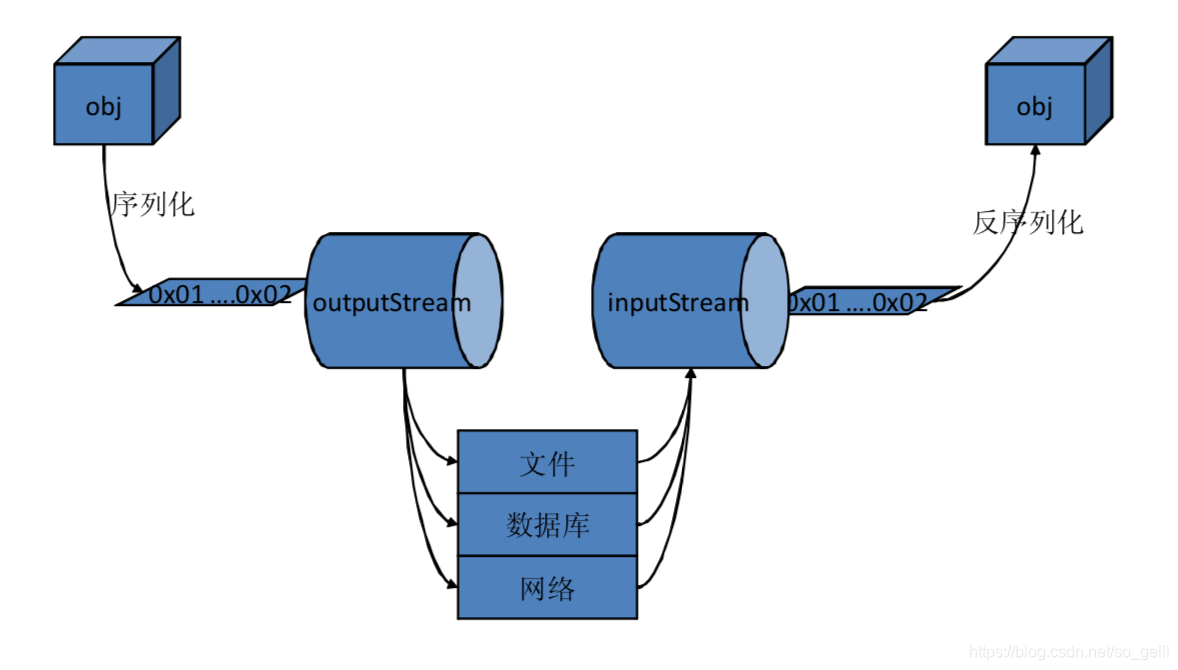 obj
obj
序列化
反序列化
0x01 ....0x02
outputStream
inputStream
0x01 ....0x02
文件
数据库
网络
https://blog.csdn.net/so_geili